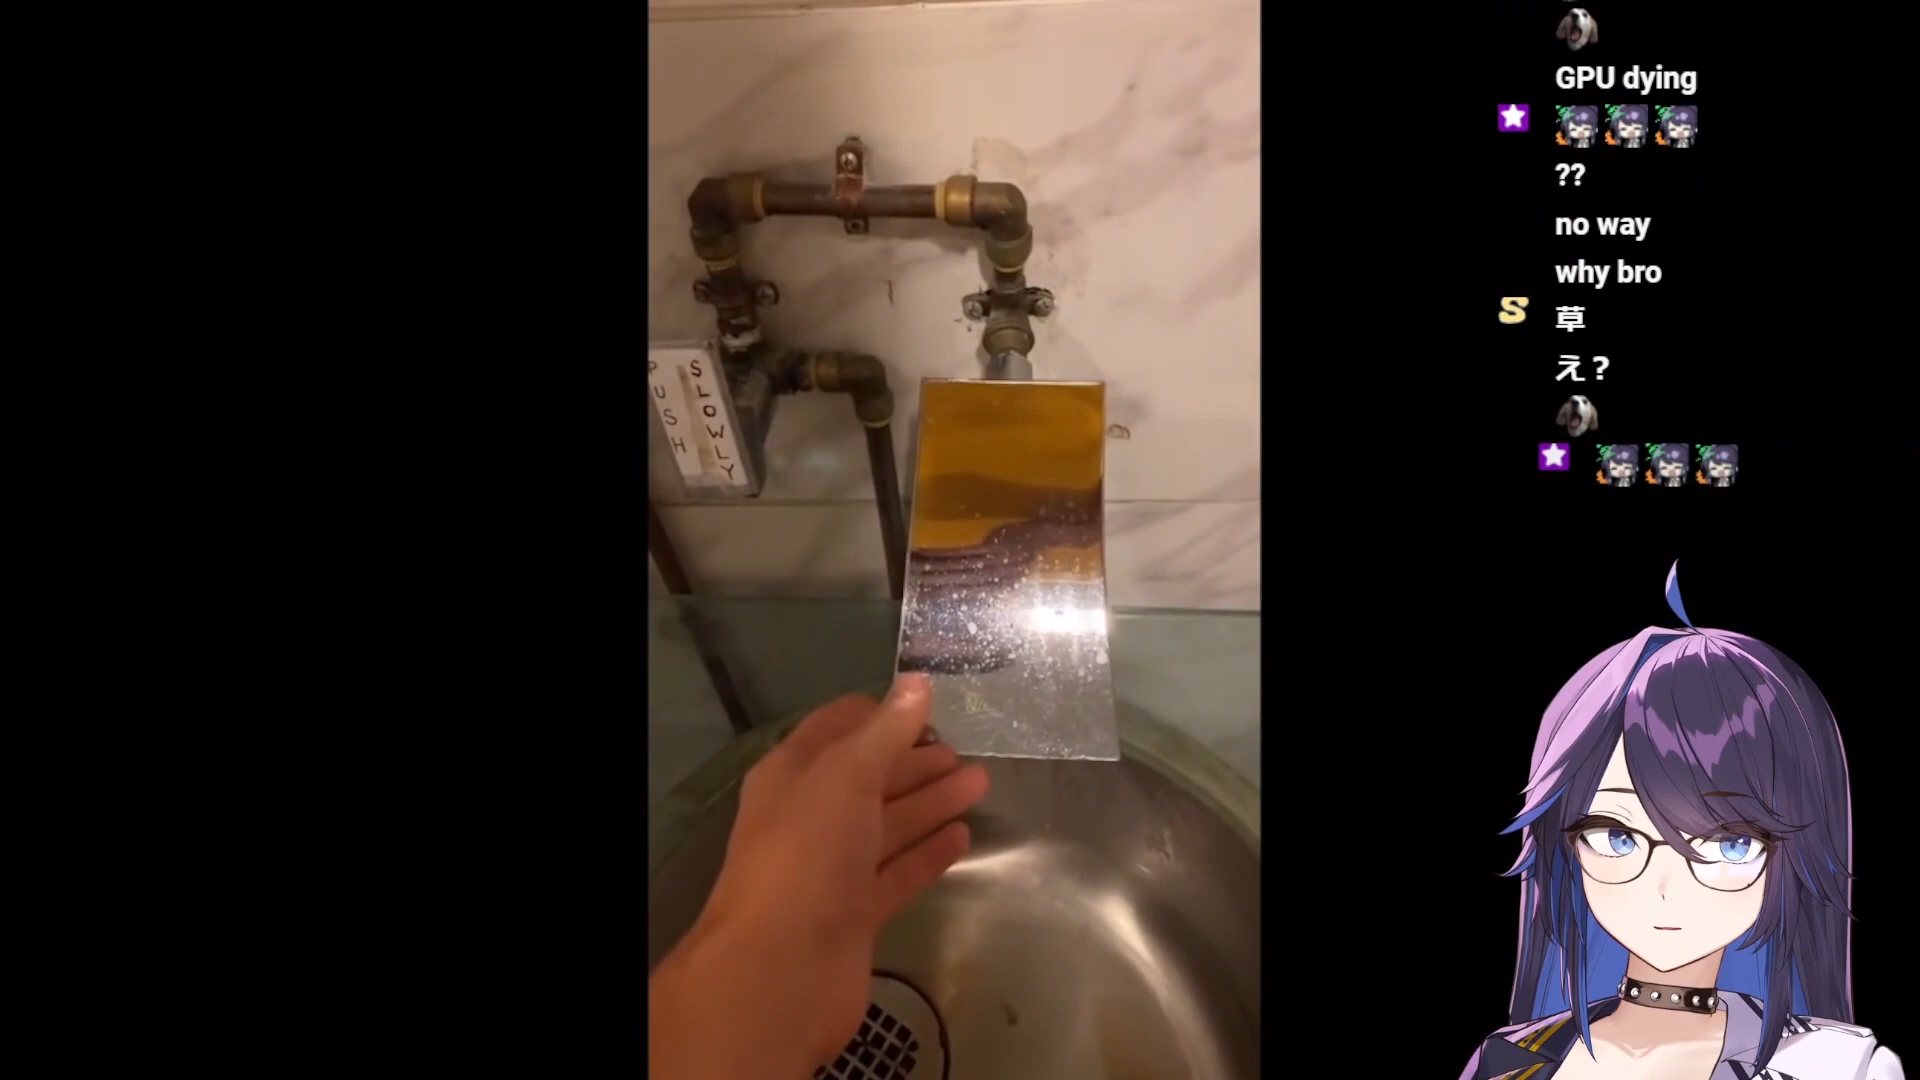 PUSH
SLOWLY
GPU dying
??
no way
why bro
草
え？